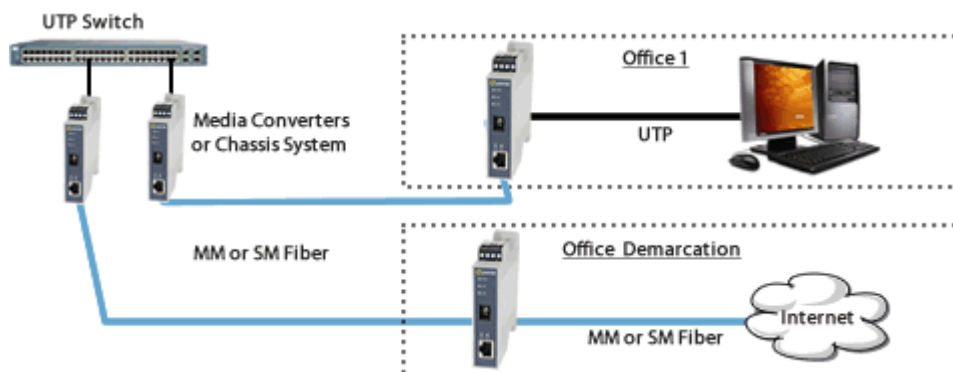 UTP Switch
Media Converters
or Chassis System
Office 1
UTP
MM or SM Fiber
Office Demarcation
MM or SM Fiber
Internet